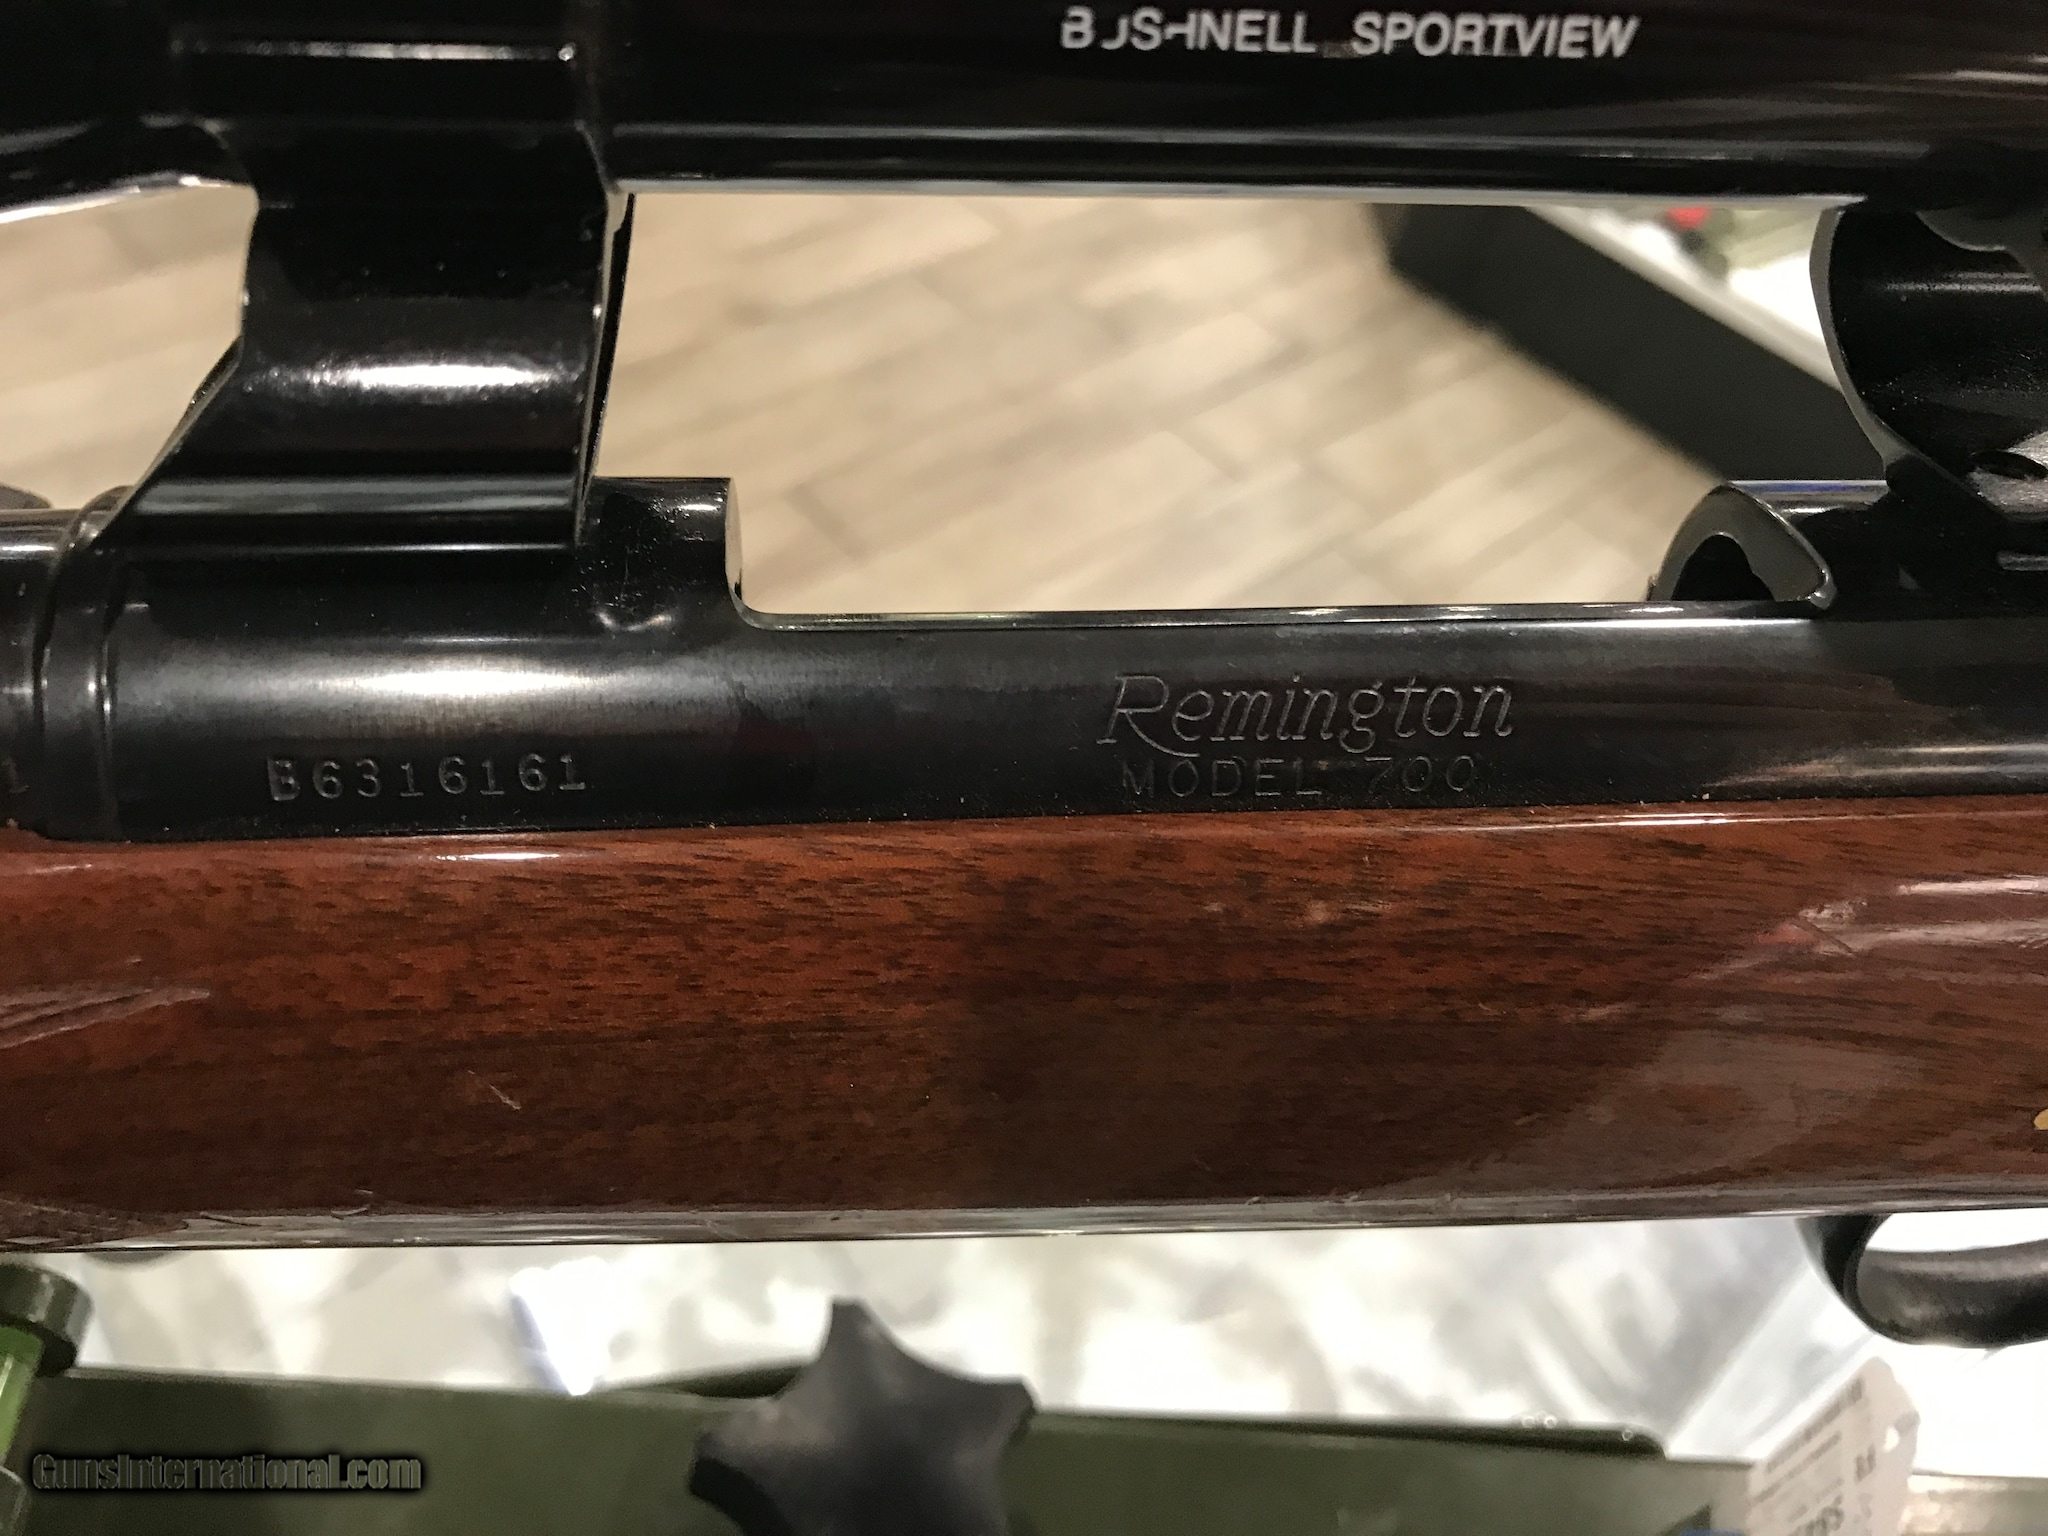 BUSHNELL SPORTVIEW
Remington
B6316161
MODEL 700
GunsInternational.com